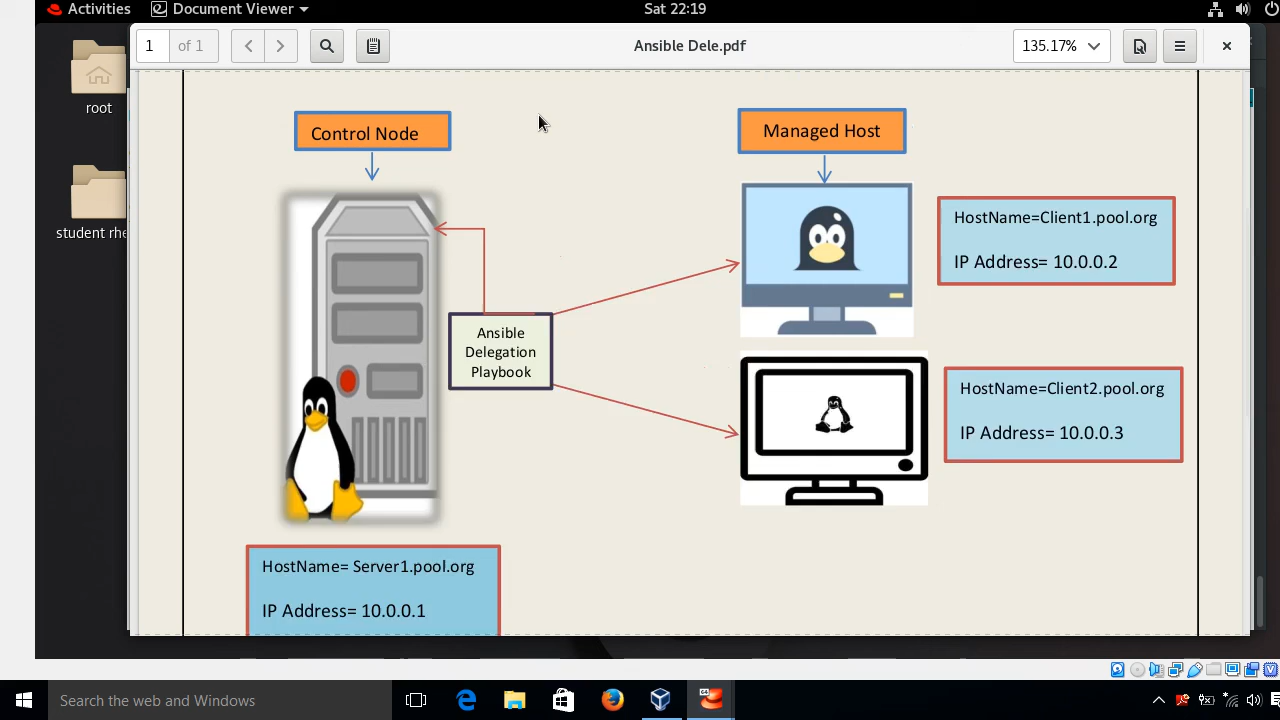 Activities
Document Viewer
Sat 22:19
1
of 1
Ansible Dele.pdf
135.17%
root
student rhe
Control Node
Managed Host
HostName=Client1.pool.org
IP Address= 10.0.0.2
Ansible
Delegation
Playbook
HostName=Client2.pool.org
IP Address= 10.0.0.3
HostName= Server1.pool.org
IP Address= 10.0.0.1
Search the web and Windows